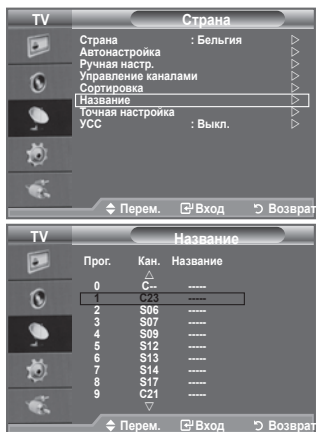 TV Страна
Страна : Бельгия
Автонастройка
Ручная настр.
Управление каналами
Сортировка
Название
Точная настройка
УСС : Выкл.
Перем. Вход Возврат
TV Название
Прог. Кан. Название
0 C-- -----
1 C23 -----
2 S06 -----
3 S07 -----
4 S09 -----
5 S12 -----
6 S13 -----
7 S14 -----
8 S17 -----
9 C21 -----
Перем. Вход Возврат